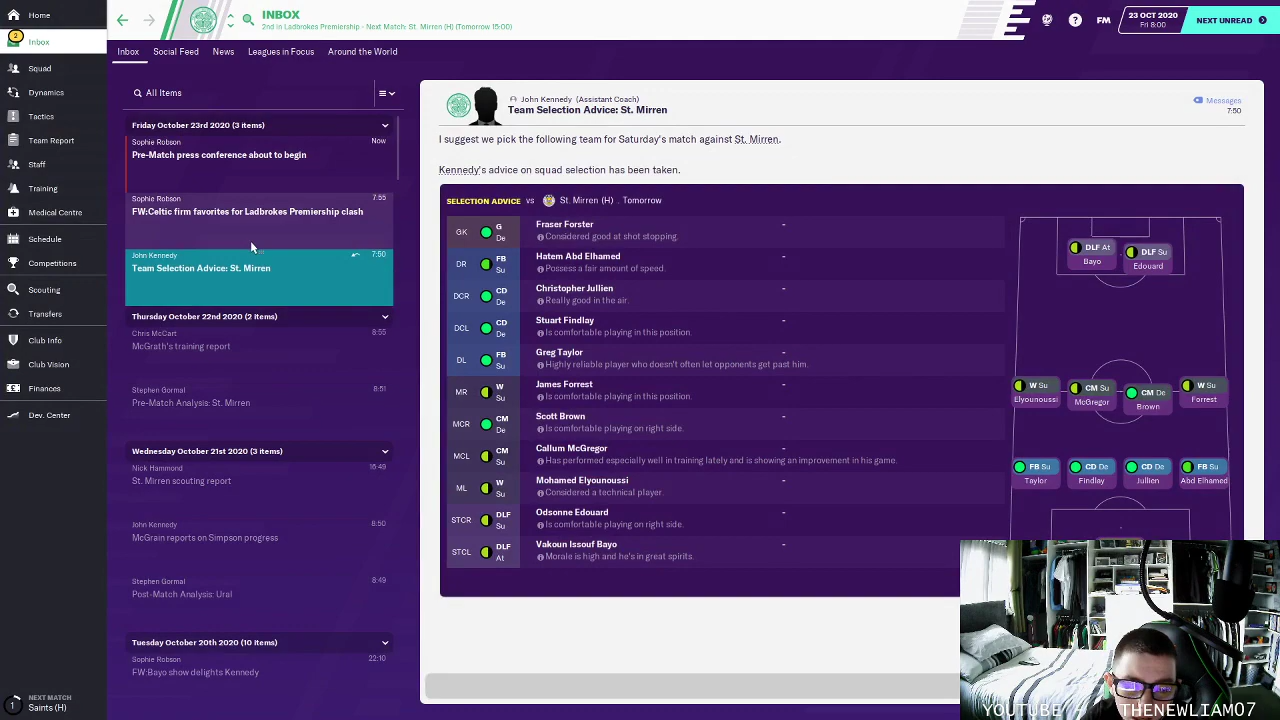 INBOX
2nd in Ladbrokes Premiership - Next Match: St. Mirren (H) (Tomorrow 15:00)
FM
23 OCT 2020
Fri 8:00
NEXT UNREAD
Home
2
Inbox
Squad
Dynamics
Tactics
Team Report
Staff
Training
Medical Centre
Schedule
Competitions
Scouting
Transfers
Club Info
Club Vision
Finances
Dev. Center
1
NEXT MATCH
Saints (H)
Inbox
Social Feed
News
Leagues in Focus
Around the World
All Items
Friday October 23rd 2020 (3 items)
Sophie Robson
Now
Pre-Match press conference about to begin
Sophie Robson
7:55
FW:Celtic firm favorites for Ladbrokes Premiership clash
John Kennedy
7:50
Team Selection Advice: St. Mirren
Thursday October 22nd 2020 (2 items)
Chris McCart
8:55
McGrath's training report
Stephen Gormal
8:51
Pre-Match Analysis: St. Mirren
Wednesday October 21st 2020 (3 items)
Nick Hammond
16:49
St. Mirren scouting report
John Kennedy
8:50
McGrain reports on Simpson progress
Stephen Gormal
8:49
Post-Match Analysis: Ural
Tuesday October 20th 2020 (10 items)
Sophie Robson
22:10
FW:Bayo show delights Kennedy
John Kennedy (Assistant Coach)
Team Selection Advice: St. Mirren
Messages
7:50
I suggest we pick the following team for Saturday's match against St. Mirren.
Kennedy's advice on squad selection has been taken.
SELECTION ADVICE vs St. Mirren (H) . Tomorrow
GK G De Fraser Forster -
Considered good at shot stopping.
DR FB Su Hatem Abd Elhamed -
Possess a fair amount of speed.
DCR CD De Christopher Jullien -
Really good in the air.
DCL CD De Stuart Findlay -
Is comfortable playing in this position.
DL FB Su Greg Taylor -
Highly reliable player who doesn't often let opponents get past him.
MR W Su James Forrest -
Is comfortable playing in this position.
MCR CM De Scott Brown -
Is comfortable playing on right side.
MCL CM Su Callum McGregor -
Has performed especially well in training lately and is showing an improvement in his game.
ML W Su Mohamed Elyounoussi -
Considered a technical player.
STCR DLF Su Odsonne Edouard -
Is comfortable playing on right side.
STCL DLF At Vakoun Issouf Bayo -
Morale is high and he's in great spirits.
DLF At
Bayo
DLF Su
Edouard
W Su
Elyounoussi
CM Su
McGregor
CM De
Brown
W Su
Forrest
FB Su
Taylor
CD De
Findlay
CD De
Jullien
FB Su
Abd Elhamed
YOUTUBE / THENEWLIAM07